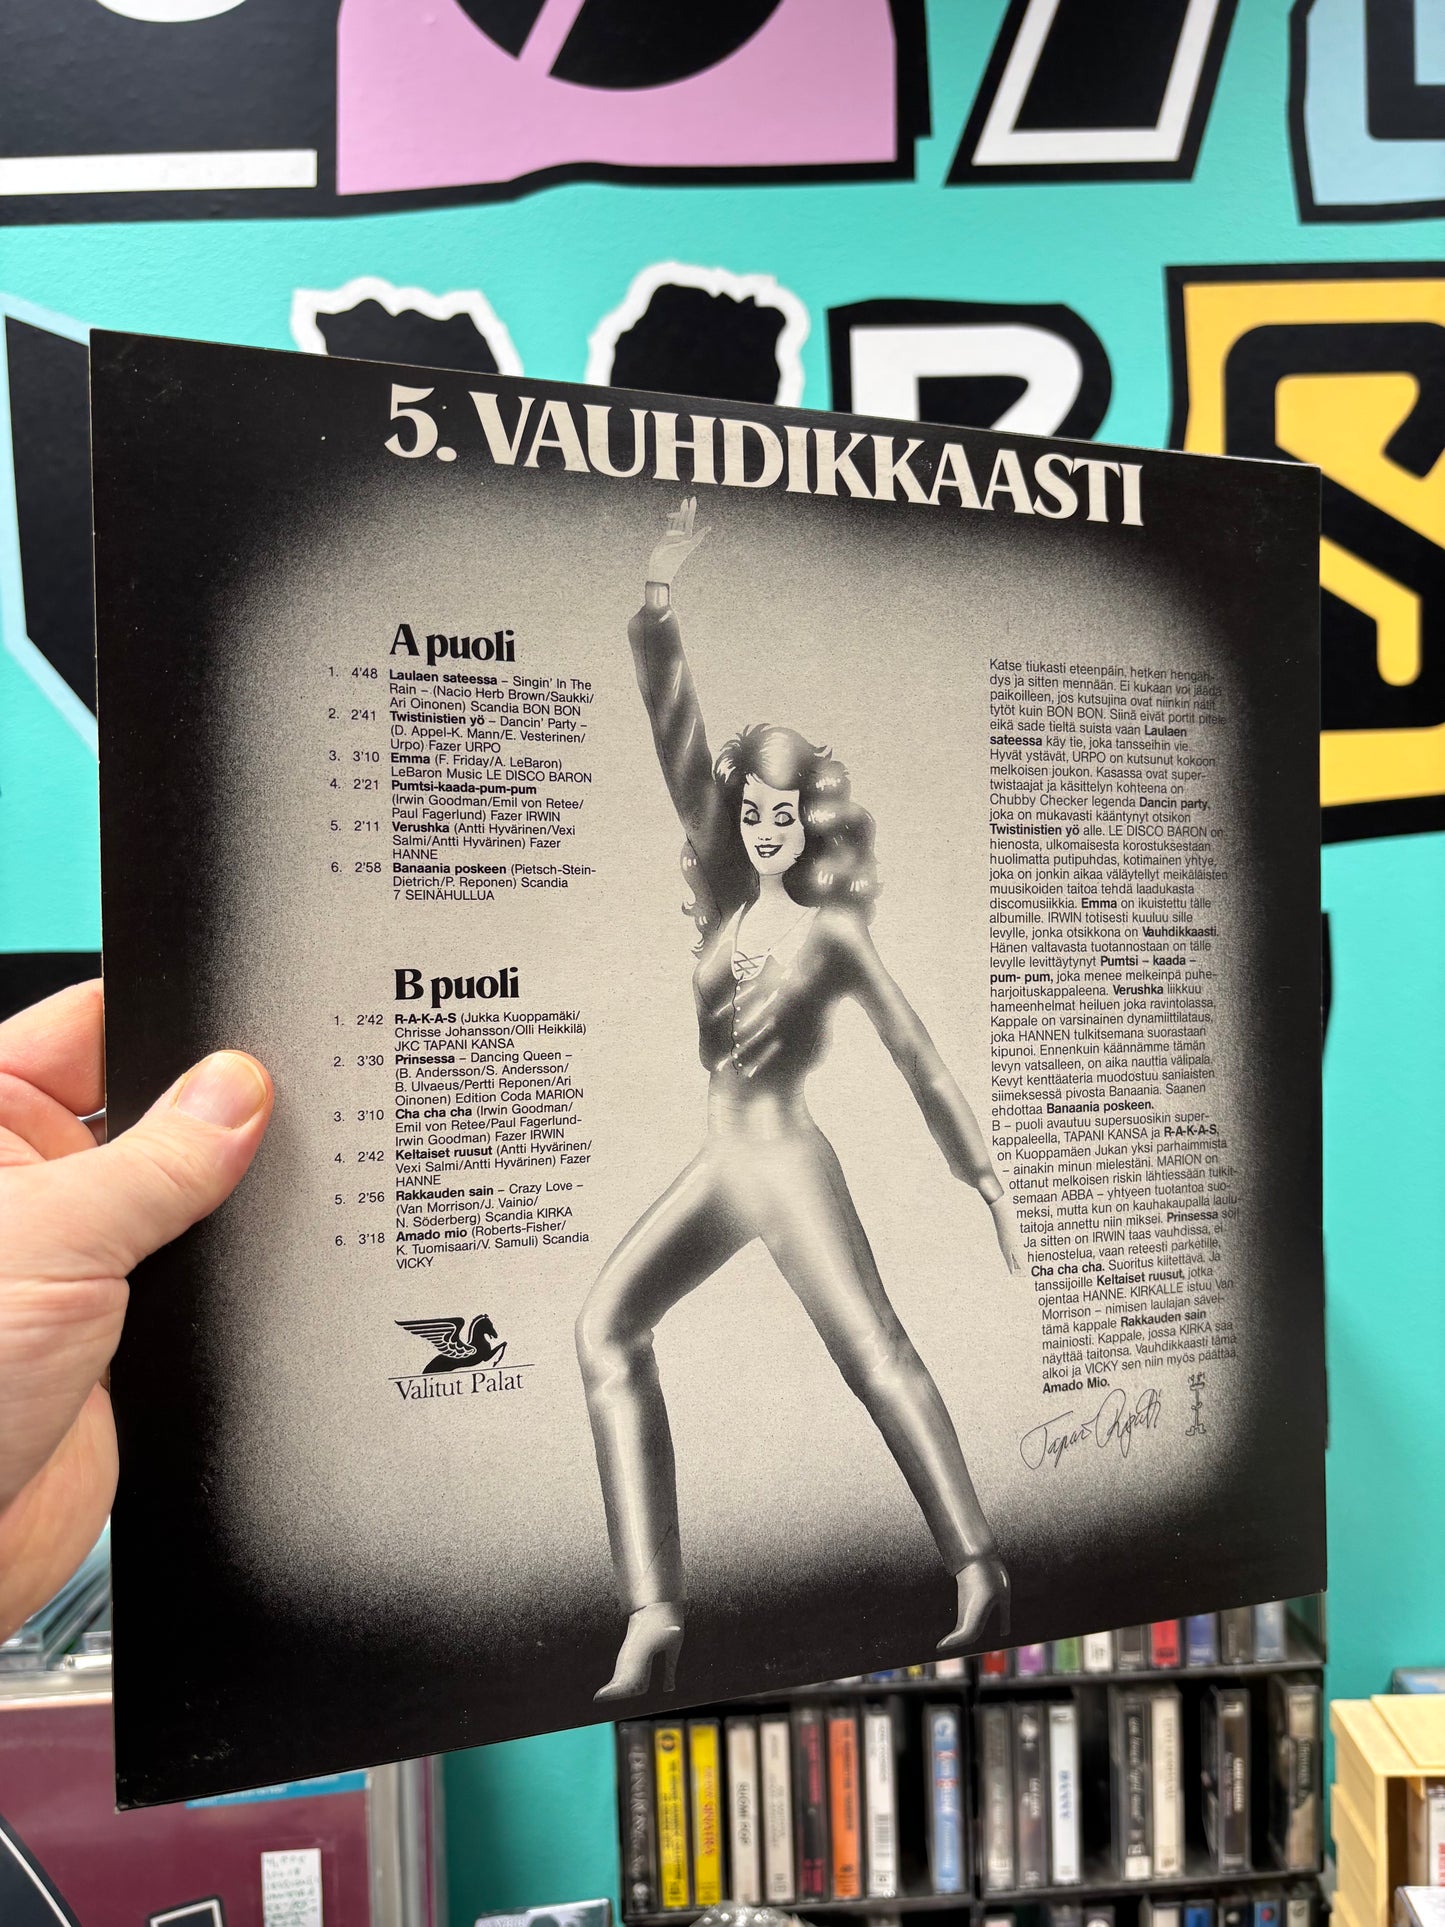 5. VAUHDIKKAASTI
A puoli
1. 4'48 Laulaen sateessa – Singin' In The
Rain – (Nacio Herb Brown/Saukki/
Ari Oinonen) Scandia BON BON
2. 2'41 Twistinistien yö – Dancin' Party –
(D. Appel-K. Mann/E. Vesterinen/
Urpo) Fazer URPO
3. 3'10 Emma (F. Friday/A. LeBaron)
LeBaron Music LE DISCO BARON
4. 2'21 Pumtsi-kaada-pum-pum
(Irwin Goodman/Emil von Retee/
Paul Fagerlund) Fazer IRWIN
5. 2'11 Verushka (Antti Hyvärinen/Vexi
Salmi/Antti Hyvärinen) Fazer
HANNE
6. 2'58 Banaania poskeen (Pietsch-Stein-
Dietrich/P. Reponen) Scandia
7 SEINÄHULLUA
B puoli
1. 2'42 R-A-K-A-S (Jukka Kuoppamäki/
Chrisse Johansson/Olli Heikkilä)
JKC TAPANI KANSA
2. 3'30 Prinsessa – Dancing Queen –
(B. Andersson/S. Andersson/
B. Ulvaeus/Pertti Reponen/Ari
Oinonen) Edition Coda MARION
3. 3'10 Cha cha cha (Irwin Goodman/
Emil von Retee/Paul Fagerlund-
Irwin Goodman) Fazer IRWIN
4. 2'42 Keltaiset ruusut (Antti Hyvärinen/
Vexi Salmi/Antti Hyvärinen) Fazer
HANNE
5. 2'56 Rakkauden sain – Crazy Love –
(Van Morrison/J. Vainio/
N. Söderberg) Scandia KIRKA
6. 3'18 Amado mio (Roberts-Fisher/
K. Tuomisaari/V. Samuli) Scandia
VICKY
Valitut Palat
Katse tiukasti eteenpäin, hetken hengäh-
dys ja sitten mennään. Ei kukaan voi jäädä
paikoilleen, jos kutsujina ovat niinkin nätit
tytöt kuin BON BON. Siinä eivät portit pitele
eikä sade tieltä suista vaan Laulaen
sateessa käy tie, joka tansseihin vie.
Hyvät ystävät, URPO on kutsunut kokoon
melkoisen joukon. Kasassa ovat super-
twistaajat ja käsittelyn kohteena on
Chubby Checker legenda Dancin party,
joka on mukavasti kääntynyt otsikon
Twistinistien yö alle. LE DISCO BARON on
hienosta, ulkomaisesta korostuksestaan
huolimatta putipuhdas, kotimainen yhtye,
joka on jonkin aikaa väläytellyt meikäläisten
muusikoiden taitoa tehdä laadukasta
discomusiikkia. Emma on ikuistettu tälle
albumille. IRWIN totisesti kuuluu sille
levylle, jonka otsikkona on Vauhdikkaasti.
Hänen valtavasta tuotannostaan on tälle
levylle levittäytynyt Pumtsi – kaada –
pum- pum, joka menee melkeinpä puhe-
harjoituskappaleena. Verushka liikkuu
hameenhelmat heiluen joka ravintolassa,
Kappale on varsinainen dynamiittilataus,
joka HANNEN tulkitsemana suorastaan
kipunoi. Ennenkuin käännämme tämän
levyn vatsalleen, on aika nauttia välipala.
Kevyt kenttäateria muodostuu saniaisten
siimeksessä pivosta Banaania. Saanen
ehdottaa Banaania poskeen.
B – puoli avautuu supersuosikin super-
kappaleella, TAPANI KANSA ja R-A-K-A-S,
on Kuoppamäen Jukan yksi parhaimmista
– ainakin minun mielestäni. MARION on
ottanut melkoisen riskin lähtiessään tulkit-
semaan ABBA – yhtyeen tuotantoa suo-
meksi, mutta kun on kauhakaupalla laulu-
taitoja annettu niin miksei. Prinsessa soi!
Ja sitten on IRWIN taas vauhdissa, ei
hienostelua, vaan reteesti parketille,
Cha cha cha. Suoritus kiitettävä. Ja
tanssijoille Keltaiset ruusut, jotka
ojentaa HANNE. KIRKALLE istuu Van
Morrison – nimisen laulajan sävel-
tämä kappale Rakkauden sain
mainiosti. Kappale, jossa KIRKA saa
näyttää taitonsa. Vauhdikkaasti tämä
alkoi ja VICKY sen niin myös päättää,
Amado Mio.
Tapani Ripatti